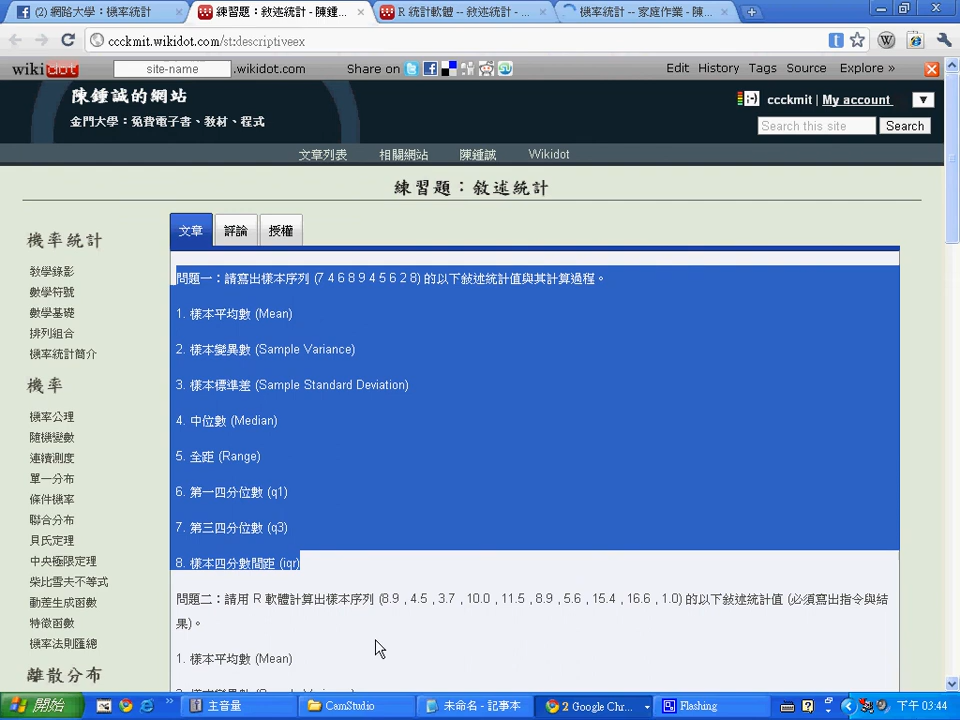 (2) 網路大學：機率統計
練習題：敘述統計 - 陳鍾...
R 統計軟體 -- 敘述統計 - ...
機率統計 -- 家庭作業 - 陳...
ccckmit.wikidot.com/st:descriptiveex
wikidot
site-name
.wikidot.com
Share on
Edit
History
Tags
Source
Explore »
陳鍾誠的網站
金門大學：免費電子書、教材、程式
ccckmit | My account
Search this site
Search
文章列表
相關網站
陳鍾誠
Wikidot
練習題：敘述統計
機率統計
教學錄影
數學符號
數學基礎
排列組合
機率統計簡介
機率
機率公理
隨機變數
連續測度
單一分布
條件機率
聯合分布
貝氏定理
中央極限定理
柴比雪夫不等式
動差生成函數
特徵函數
機率法則匯總
離散分布
文章
評論
授權
問題一：請寫出樣本序列 (7 4 6 8 9 4 5 6 2 8) 的以下敘述統計值與其計算過程。
1. 樣本平均數 (Mean)
2. 樣本變異數 (Sample Variance)
3. 樣本標準差 (Sample Standard Deviation)
4. 中位數 (Median)
5. 全距 (Range)
6. 第一四分位數 (q1)
7. 第三四分位數 (q3)
8. 樣本四分數間距 (iqr)
問題二：請用 R 軟體計算出樣本序列 (8.9 , 4.5 , 3.7 , 10.0 , 11.5 , 8.9 , 5.6 , 15.4 , 16.6 , 1.0) 的以下敘述統計值 (必須寫出指令與結
果)。
1. 樣本平均數 (Mean)
2. 樣本變異數 (Sample Variance)
開始
主音量
CamStudio
未命名 - 記事本
2 Google Chr...
Flashing
下午 03:44